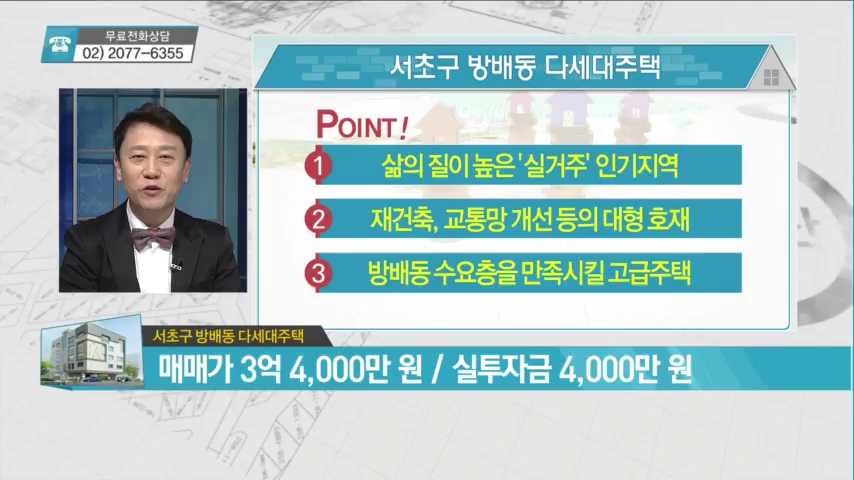 무료전화상담
02) 2077-6355
서초구 방배동 다세대주택
POINT!
1 삶의 질이 높은 '실거주' 인기지역
2 재건축, 교통망 개선 등의 대형 호재
3 방배동 수요층을 만족시킬 고급주택
서초구 방배동 다세대주택
매매가 3억 4,000만 원 / 실투자금 4,000만 원